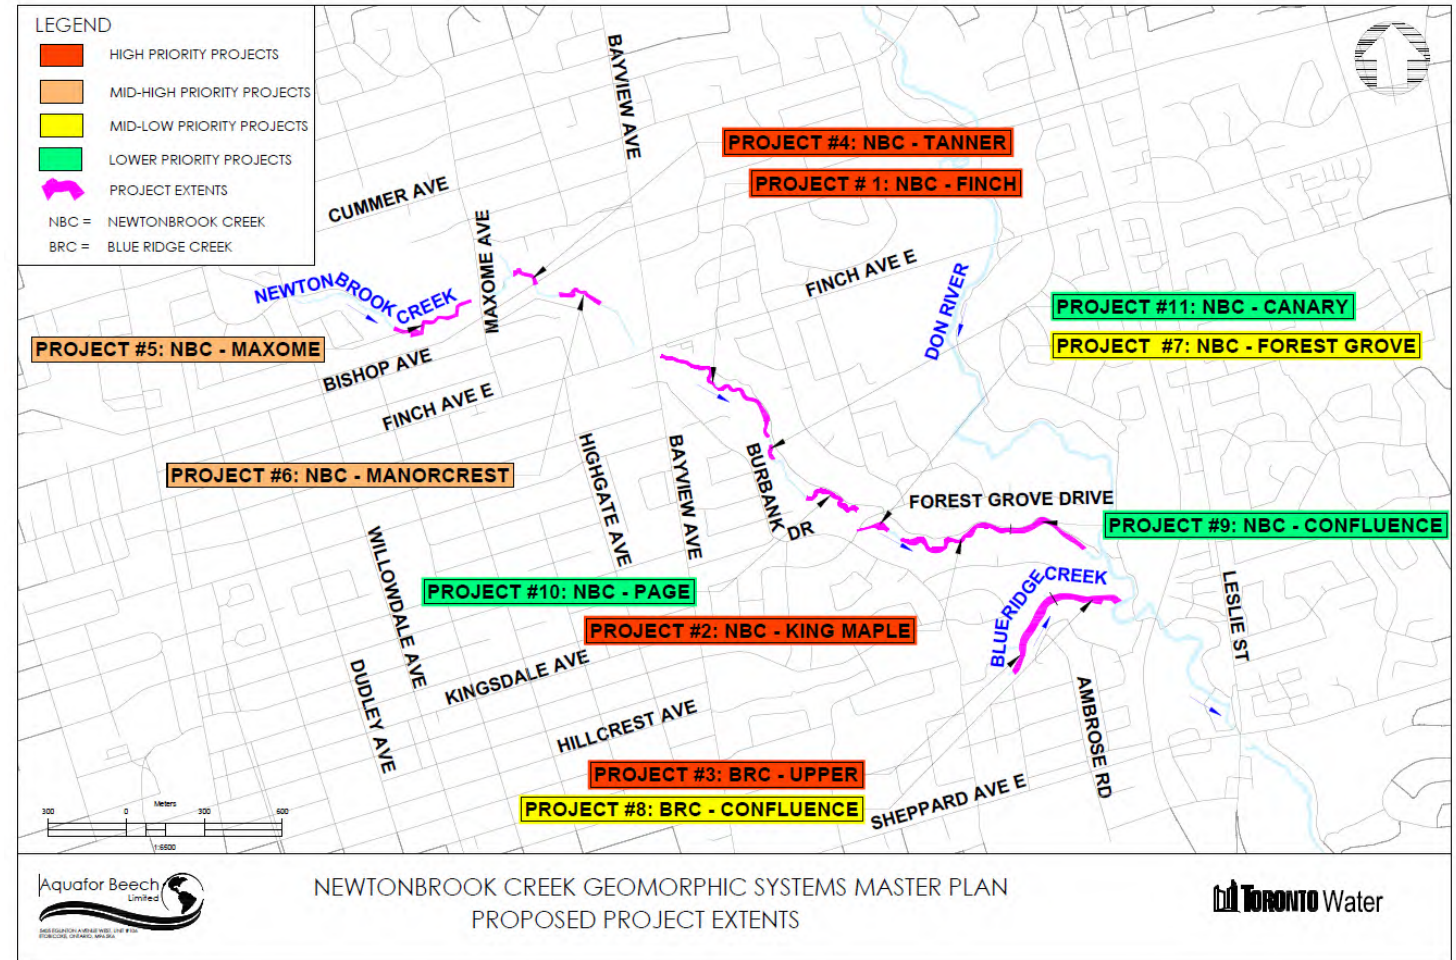 LEGEND
HIGH PRIORITY PROJECTS
MID-HIGH PRIORITY PROJECTS
MID-LOW PRIORITY PROJECTS
LOWER PRIORITY PROJECTS
PROJECT EXTENTS
NBC = NEWTONBROOK CREEK
BRC = BLUE RIDGE CREEK
BAYVIEW AVE
PROJECT #4: NBC - TANNER
PROJECT # 1: NBC - FINCH
CUMMER AVE
MAXOME AVE
FINCH AVE E
DON RIVER
NEWTONBROOK CREEK
PROJECT #11: NBC - CANARY
PROJECT #7: NBC - FOREST GROVE
PROJECT #5: NBC - MAXOME
BISHOP AVE
FINCH AVE E
PROJECT #6: NBC - MANORCREST
HIGHGATE AVE
BAYVIEW AVE
BURBANK DR
FOREST GROVE DRIVE
PROJECT #9: NBC - CONFLUENCE
WILLOWDALE AVE
PROJECT #10: NBC - PAGE
BLUERIDGE CREEK
LESLIE ST
PROJECT #2: NBC - KING MAPLE
KINGSDALE AVE
DUDLEY AVE
HILLCREST AVE
AMBROSE RD
PROJECT #3: BRC - UPPER
PROJECT #8: BRC - CONFLUENCE
SHEPPARD AVE E
Meters
300 0 300 600
1:6500
Aquafor Beech
Limited
NEWTONBROOK CREEK GEOMORPHIC SYSTEMS MASTER PLAN
PROPOSED PROJECT EXTENTS
TORONTO Water